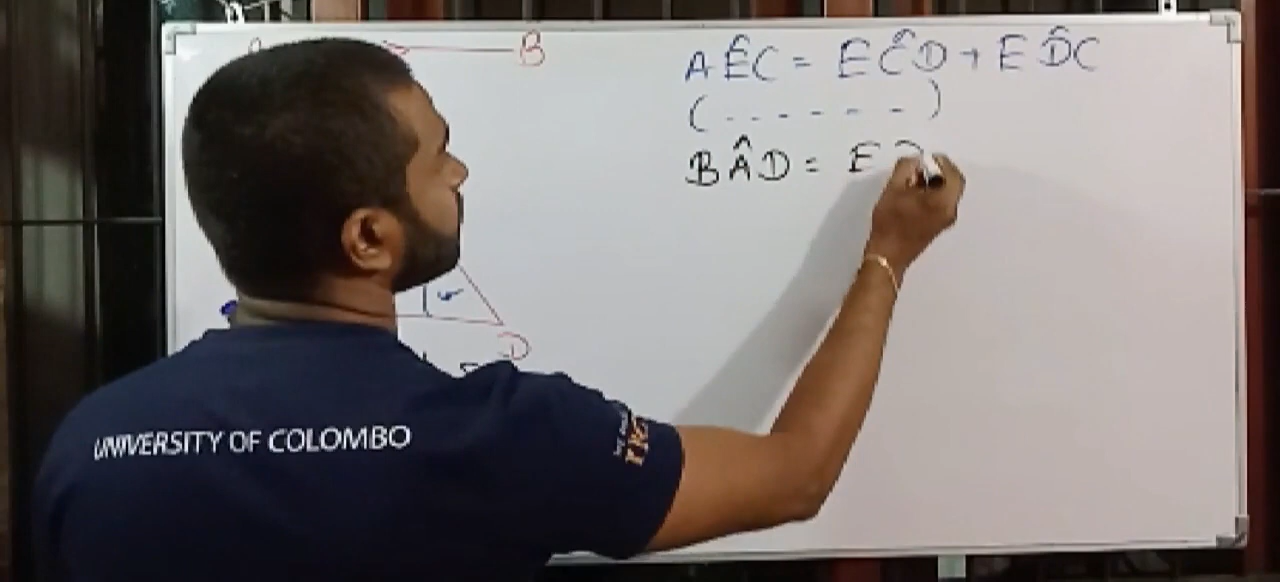 B
AÊC = EĈD + ED̂C
(- - - - - -)
BÂD = E
D
UNIVERSITY OF COLOMBO